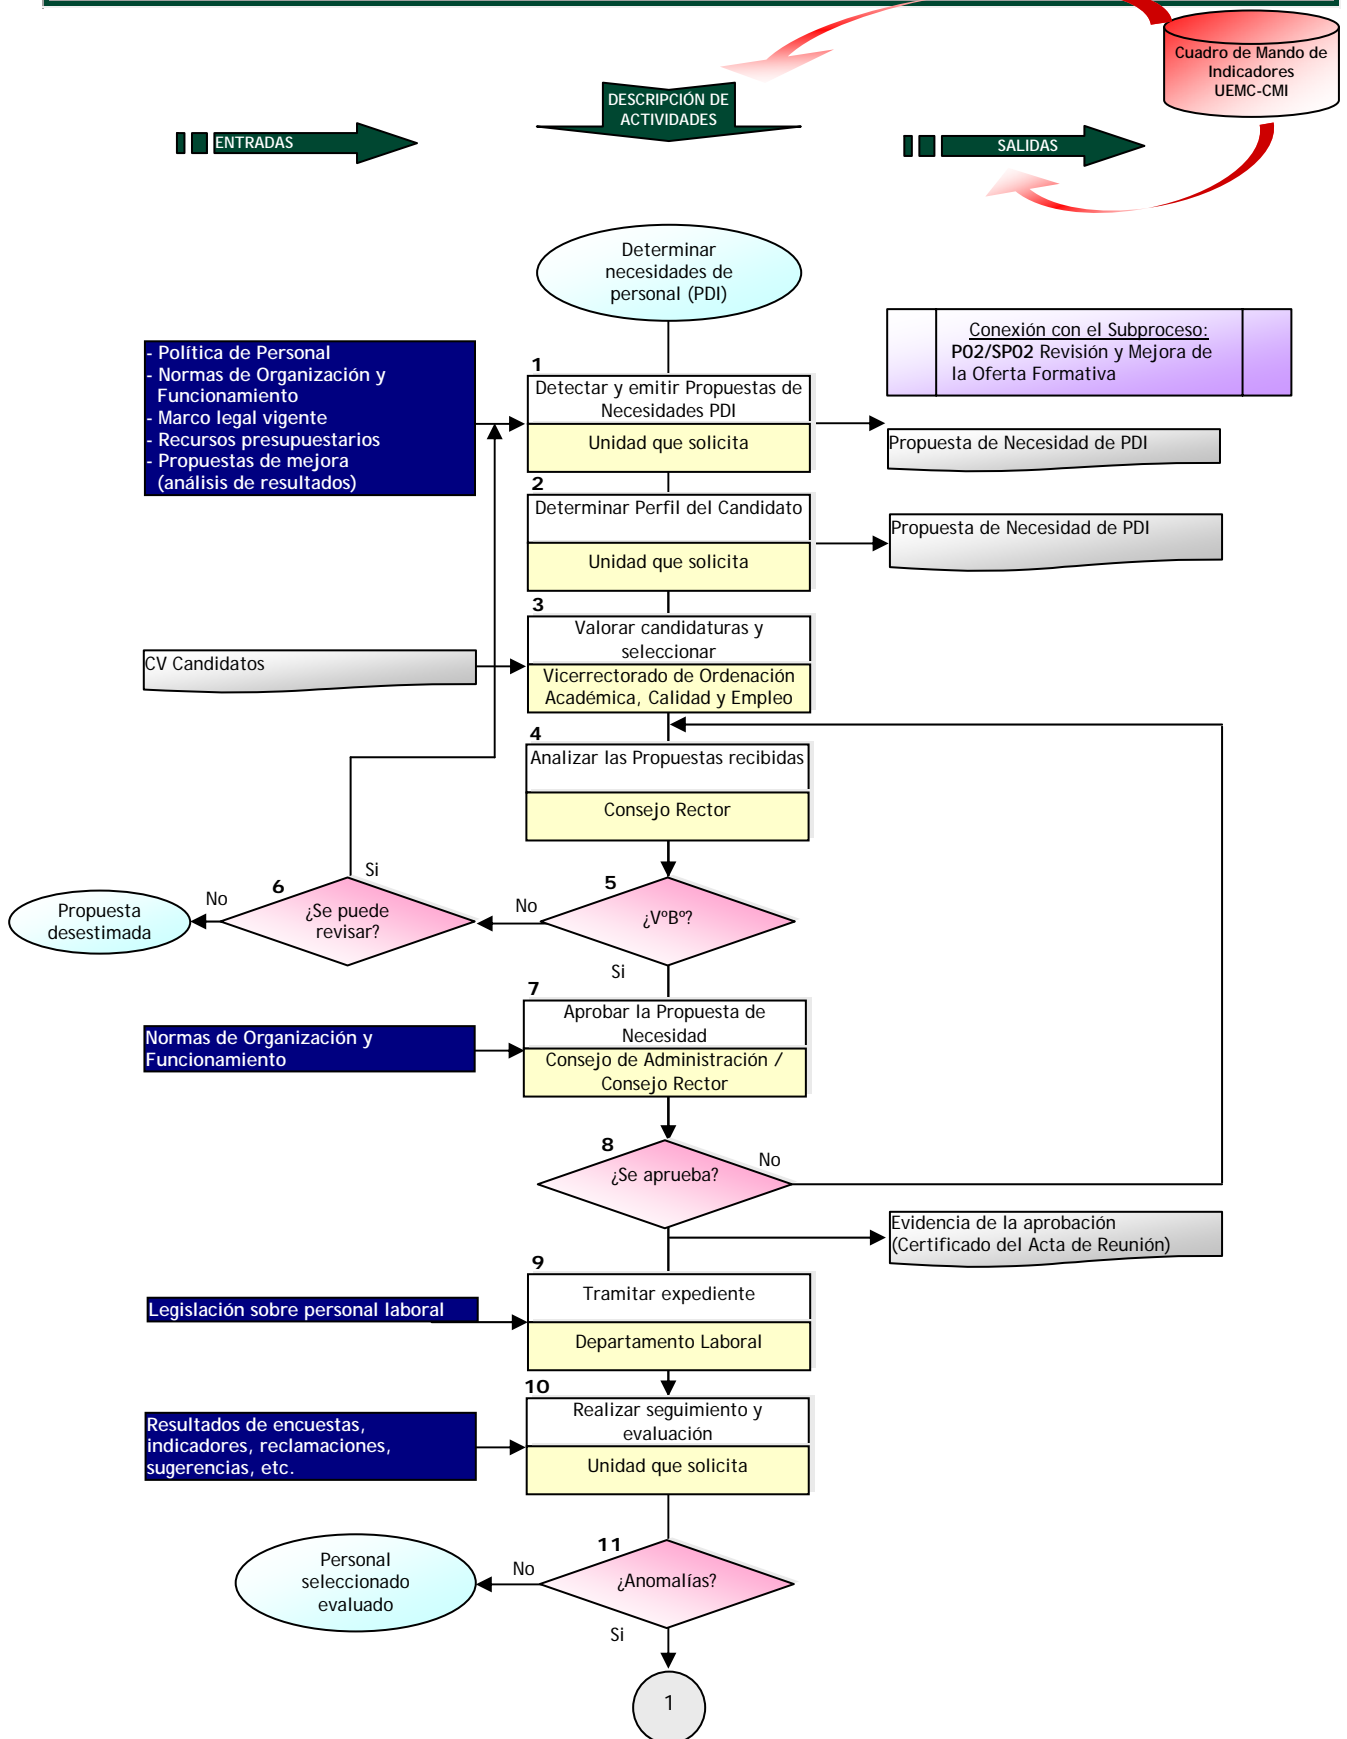 Cuadro de Mando de
Indicadores
UEMC-CMI
DESCRIPCIÓN DE
ACTIVIDADES
ENTRADAS
SALIDAS
Determinar
necesidades de
personal (PDI)
Conexión con el Subproceso:
P02/SP02 Revisión y Mejora de
la Oferta Formativa
- Política de Personal
- Normas de Organización y
Funcionamiento
- Marco legal vigente
- Recursos presupuestarios
- Propuestas de mejora
(análisis de resultados)
1
Detectar y emitir Propuestas de
Necesidades PDI
Unidad que solicita
Propuesta de Necesidad de PDI
2
Determinar Perfil del Candidato
Unidad que solicita
Propuesta de Necesidad de PDI
3
Valorar candidaturas y
seleccionar
Vicerrectorado de Ordenación
Académica, Calidad y Empleo
CV Candidatos
4
Analizar las Propuestas recibidas
Consejo Rector
5
¿VºBº?
No
Si
6
¿Se puede
revisar?
Si
No
Propuesta
desestimada
7
Aprobar la Propuesta de
Necesidad
Consejo de Administración /
Consejo Rector
Normas de Organización y
Funcionamiento
8
¿Se aprueba?
No
Evidencia de la aprobación
(Certificado del Acta de Reunión)
9
Tramitar expediente
Departamento Laboral
Legislación sobre personal laboral
10
Realizar seguimiento y
evaluación
Unidad que solicita
Resultados de encuestas,
indicadores, reclamaciones,
sugerencias, etc.
11
¿Anomalías?
No
Personal
seleccionado
evaluado
Si
1